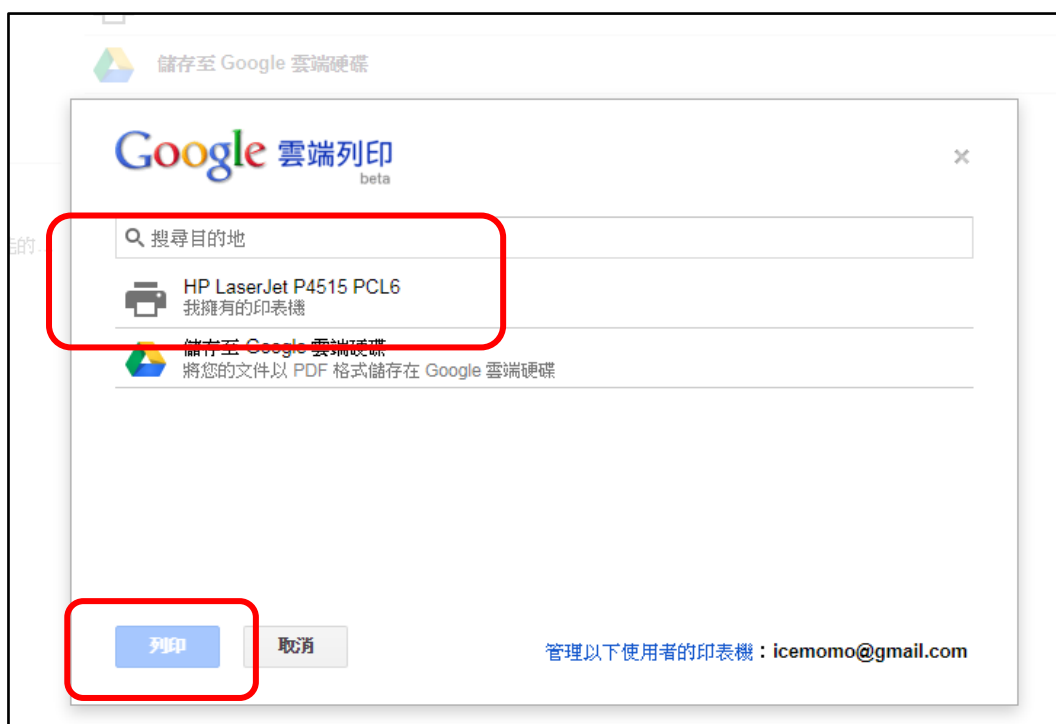 儲存至 Google 雲端硬碟
Google 雲端列印
beta
×
能的...
搜尋目的地
HP LaserJet P4515 PCL6
我擁有的印表機
儲存至 Google 雲端硬碟
將您的文件以 PDF 格式儲存在 Google 雲端硬碟
列印 取消 管理以下使用者的印表機：icemomo@gmail.com